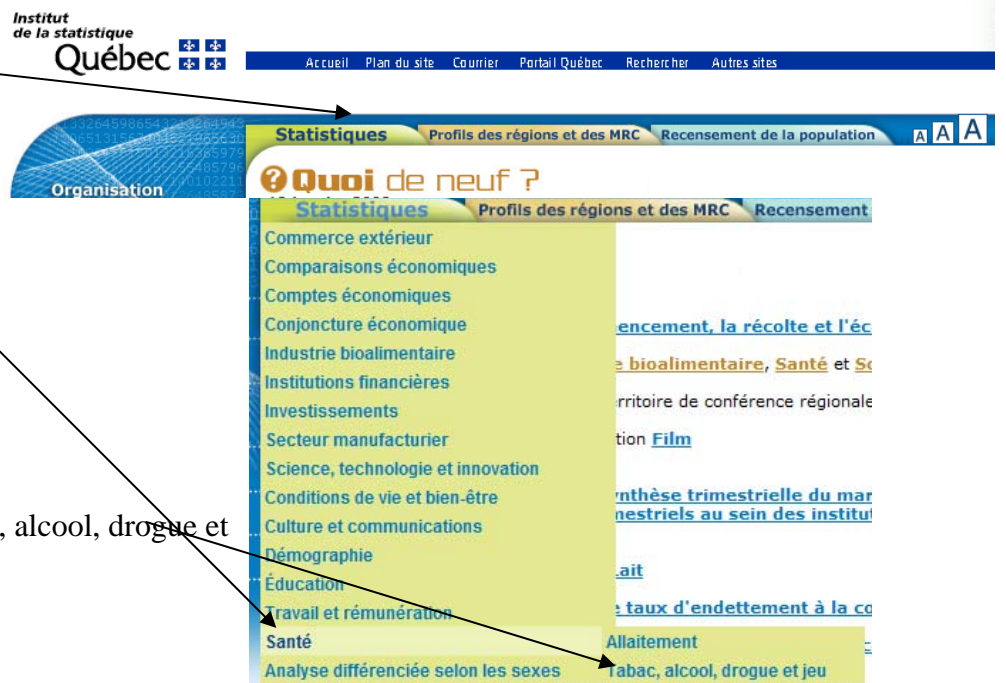 Institut
de la statistique
Québec
Accueil Plan du site Courrier Portail Québec Rechercher Autres sites
Statistiques Profils des régions et des MRC Recensement de la population A A A
Organisation
? Quoi de neuf ?
Statistiques Profils des régions et des MRC Recensement
Commerce extérieur
Comparaisons économiques
Comptes économiques
Conjoncture économique
encement, la récolte et l'éc
Industrie bioalimentaire
e bioalimentaire, Santé et So
Institutions financières
Investissements
rritoire de conférence régionale
Secteur manufacturier
tion Film
Science, technologie et innovation
Conditions de vie et bien-être
nthèse trimestrielle du mar
mestriels au sein des institut
Culture et communications
, alcool, drogue et
Démographie
Lait
Éducation
Travail et rémunération
e taux d'endettement à la co
Santé
Allaitement
Analyse différenciée selon les sexes
Tabac, alcool, drogue et jeu